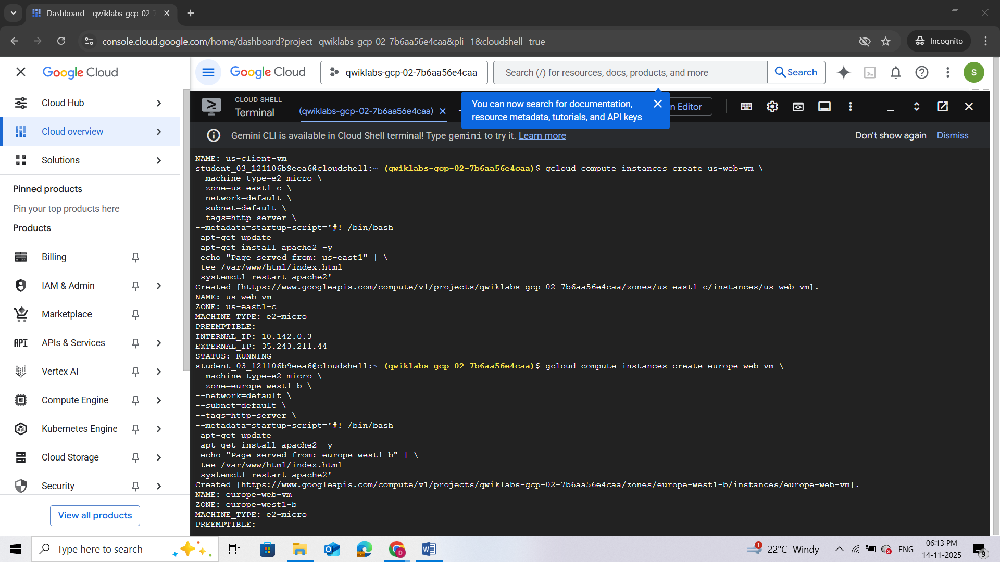 Dashboard – qwiklabs-gcp-02-7
console.cloud.google.com/home/dashboard?project=qwiklabs-gcp-02-7b6aa56e4caa&pli=1&cloudshell=true
Incognito
Google Cloud
Google Cloud
qwiklabs-gcp-02-7b6aa56e4caa
Search (/) for resources, docs, products, and more
Search
S
Cloud Hub
Cloud overview
Solutions
Pinned products
Pin your top products here
Products
Billing
IAM & Admin
Marketplace
API APIs & Services
Vertex AI
Compute Engine
Kubernetes Engine
Cloud Storage
Security
View all products
CLOUD SHELL
Terminal
(qwiklabs-gcp-02-7b6aa56e4caa)
You can now search for documentation,
resource metadata, tutorials, and API keys
n Editor
Gemini CLI is available in Cloud Shell terminal! Type gemini to try it. Learn more
Don't show again
Dismiss
NAME: us-client-vm
student_03_121106b9eea6@cloudshell:~ (qwiklabs-gcp-02-7b6aa56e4caa)$ gcloud compute instances create us-web-vm \
--machine-type=e2-micro \
--zone=us-east1-c \
--network=default \
--subnet=default \
--tags=http-server \
--metadata=startup-script='#! /bin/bash
apt-get update
apt-get install apache2 -y
echo "Page served from: us-east1" | \
tee /var/www/html/index.html
systemctl restart apache2'
Created [https://www.googleapis.com/compute/v1/projects/qwiklabs-gcp-02-7b6aa56e4caa/zones/us-east1-c/instances/us-web-vm].
NAME: us-web-vm
ZONE: us-east1-c
MACHINE_TYPE: e2-micro
PREEMPTIBLE:
INTERNAL_IP: 10.142.0.3
EXTERNAL_IP: 35.243.211.44
STATUS: RUNNING
student_03_121106b9eea6@cloudshell:~ (qwiklabs-gcp-02-7b6aa56e4caa)$ gcloud compute instances create europe-web-vm \
--machine-type=e2-micro \
--zone=europe-west1-b \
--network=default \
--subnet=default \
--tags=http-server \
--metadata=startup-script='#! /bin/bash
apt-get update
apt-get install apache2 -y
echo "Page served from: europe-west1-b" | \
tee /var/www/html/index.html
systemctl restart apache2'
Created [https://www.googleapis.com/compute/v1/projects/qwiklabs-gcp-02-7b6aa56e4caa/zones/europe-west1-b/instances/europe-web-vm].
NAME: europe-web-vm
ZONE: europe-west1-b
MACHINE_TYPE: e2-micro
PREEMPTIBLE:
Type here to search
D
W
1
22°C Windy
ENG
06:13 PM
14-11-2025
9